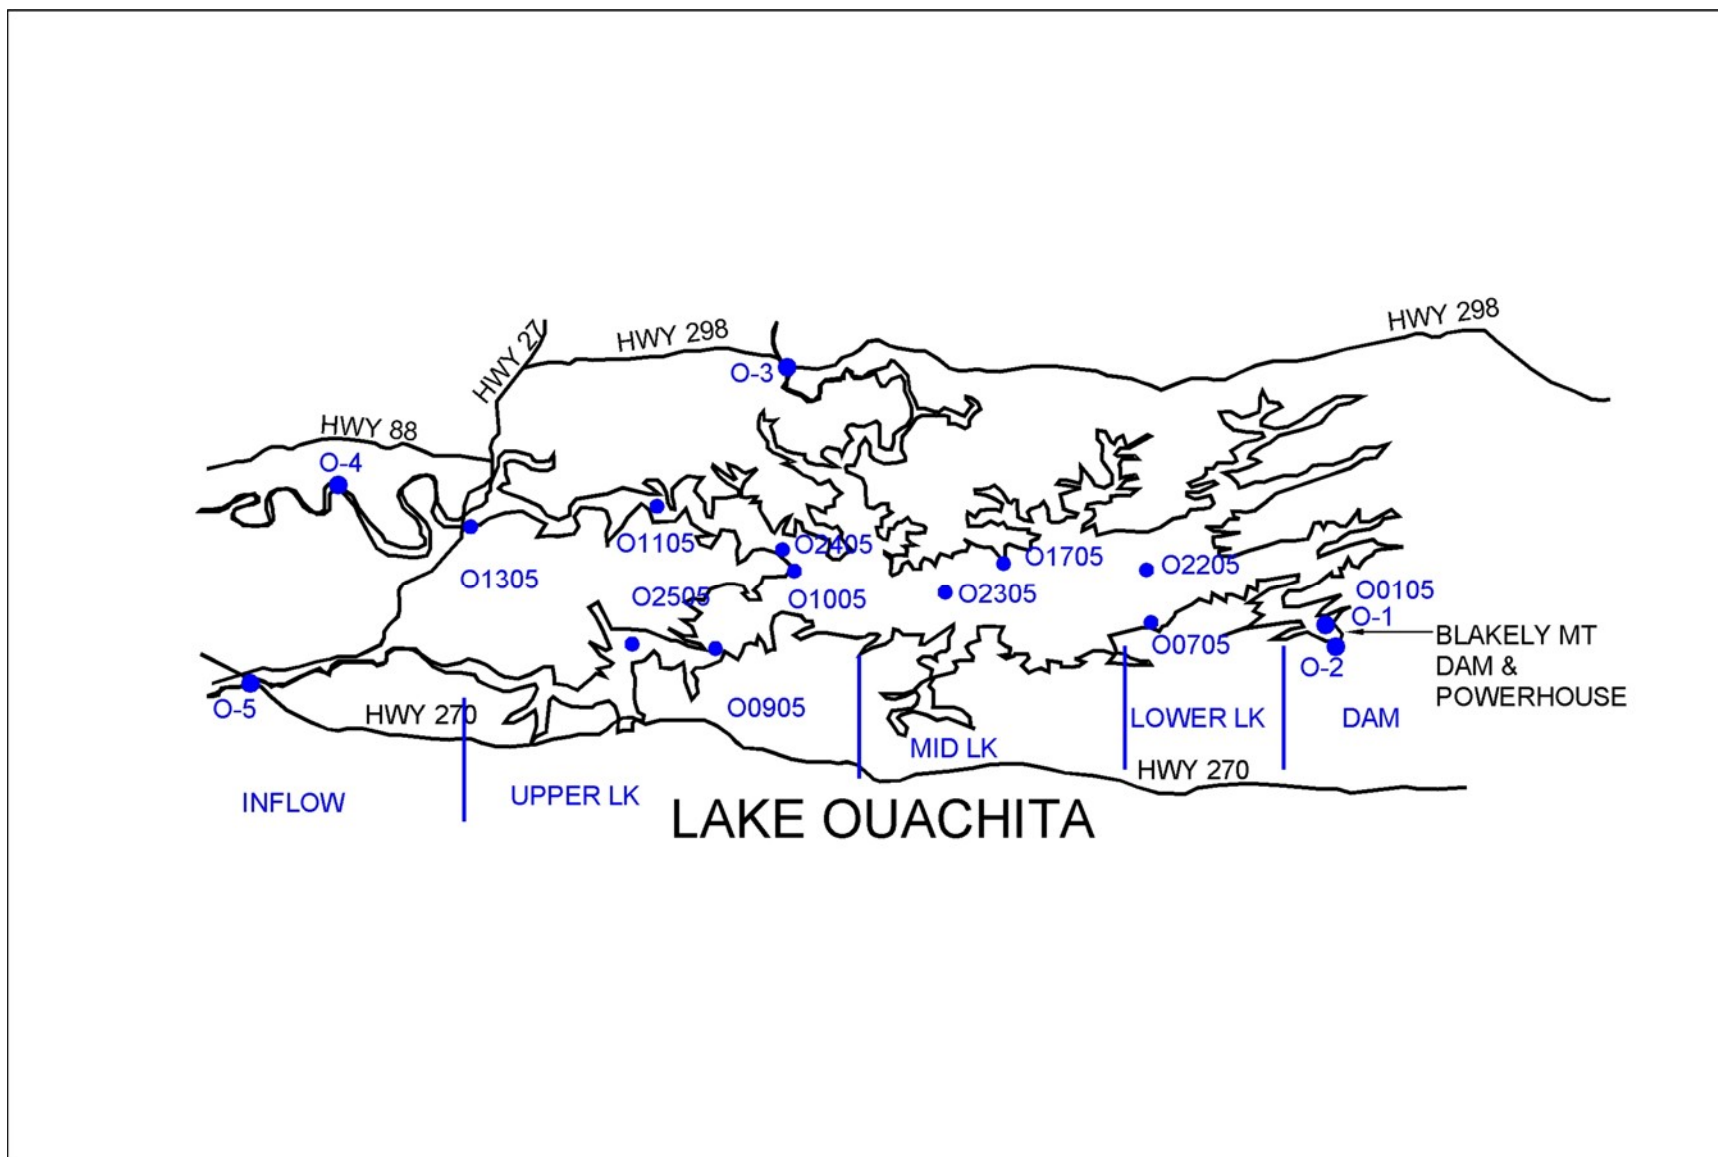 HWY 298
HWY 298
HWY 27
O-3
HWY 88
O-4
O1105
O2405
O1705
O2205
O1305
O2505
O1005
O2305
O0105
O-1
O0705
BLAKELY MT
DAM &
POWERHOUSE
O-2
O-5
HWY 270
O0905
LOWER LK
DAM
MID LK
HWY 270
INFLOW
UPPER LK
LAKE OUACHITA